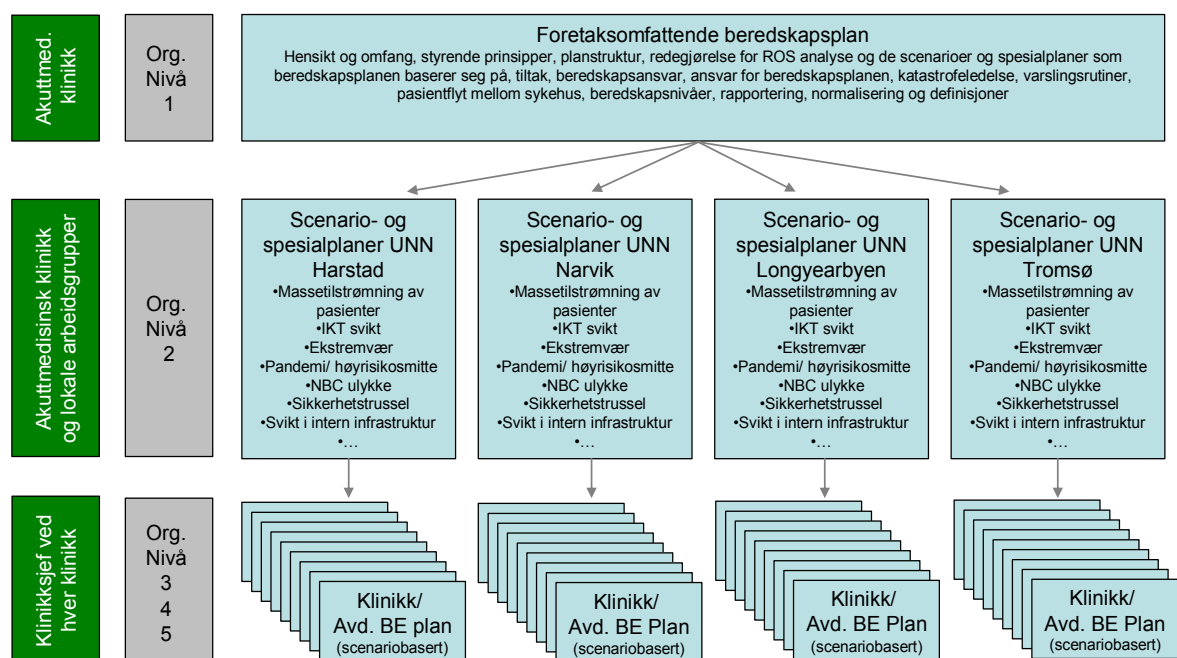 Akuttmed.
klinikk
Org.
Nivå
1
Foretaksomfattende beredskapsplan
Hensikt og omfang, styrende prinsipper, planstruktur, redegjørelse for ROS analyse og de scenarioer og spesialplaner som
beredskapsplanen baserer seg på, tiltak, beredskapsansvar, ansvar for beredskapsplanen, katastrofeledelse, varslingsrutiner,
pasientflyt mellom sykehus, beredskapsnivåer, rapportering, normalisering og definisjoner
Akuttmedisinsk klinikk
og lokale arbeidsgrupper
Org.
Nivå
2
Scenario- og
spesialplaner UNN
Harstad
•Massetilstrømning av
pasienter
•IKT svikt
•Ekstremvær
•Pandemi/ høyrisikosmitte
•NBC ulykke
•Sikkerhetstrussel
•Svikt i intern infrastruktur
•…
Scenario- og
spesialplaner UNN
Narvik
•Massetilstrømning av
pasienter
•IKT svikt
•Ekstremvær
•Pandemi/ høyrisikosmitte
•NBC ulykke
•Sikkerhetstrussel
•Svikt i intern infrastruktur
•…
Scenario- og
spesialplaner UNN
Longyearbyen
•Massetilstrømning av
pasienter
•IKT svikt
•Ekstremvær
•Pandemi/ høyrisikosmitte
•NBC ulykke
•Sikkerhetstrussel
•Svikt i intern infrastruktur
•…
Scenario- og
spesialplaner UNN
Tromsø
•Massetilstrømning av
pasienter
•IKT svikt
•Ekstremvær
•Pandemi/ høyrisikosmitte
•NBC ulykke
•Sikkerhetstrussel
•Svikt i intern infrastruktur
•…
Klinikksjef ved
hver klinikk
Org.
Nivå
3
4
5
Klinikk/
Avd. BE plan
(scenariobasert)
Klinikk/
Avd. BE Plan
(scenariobasert)
Klinikk/
Avd. BE Plan
(scenariobasert)
Klinikk/
Avd. BE Plan
(scenariobasert)